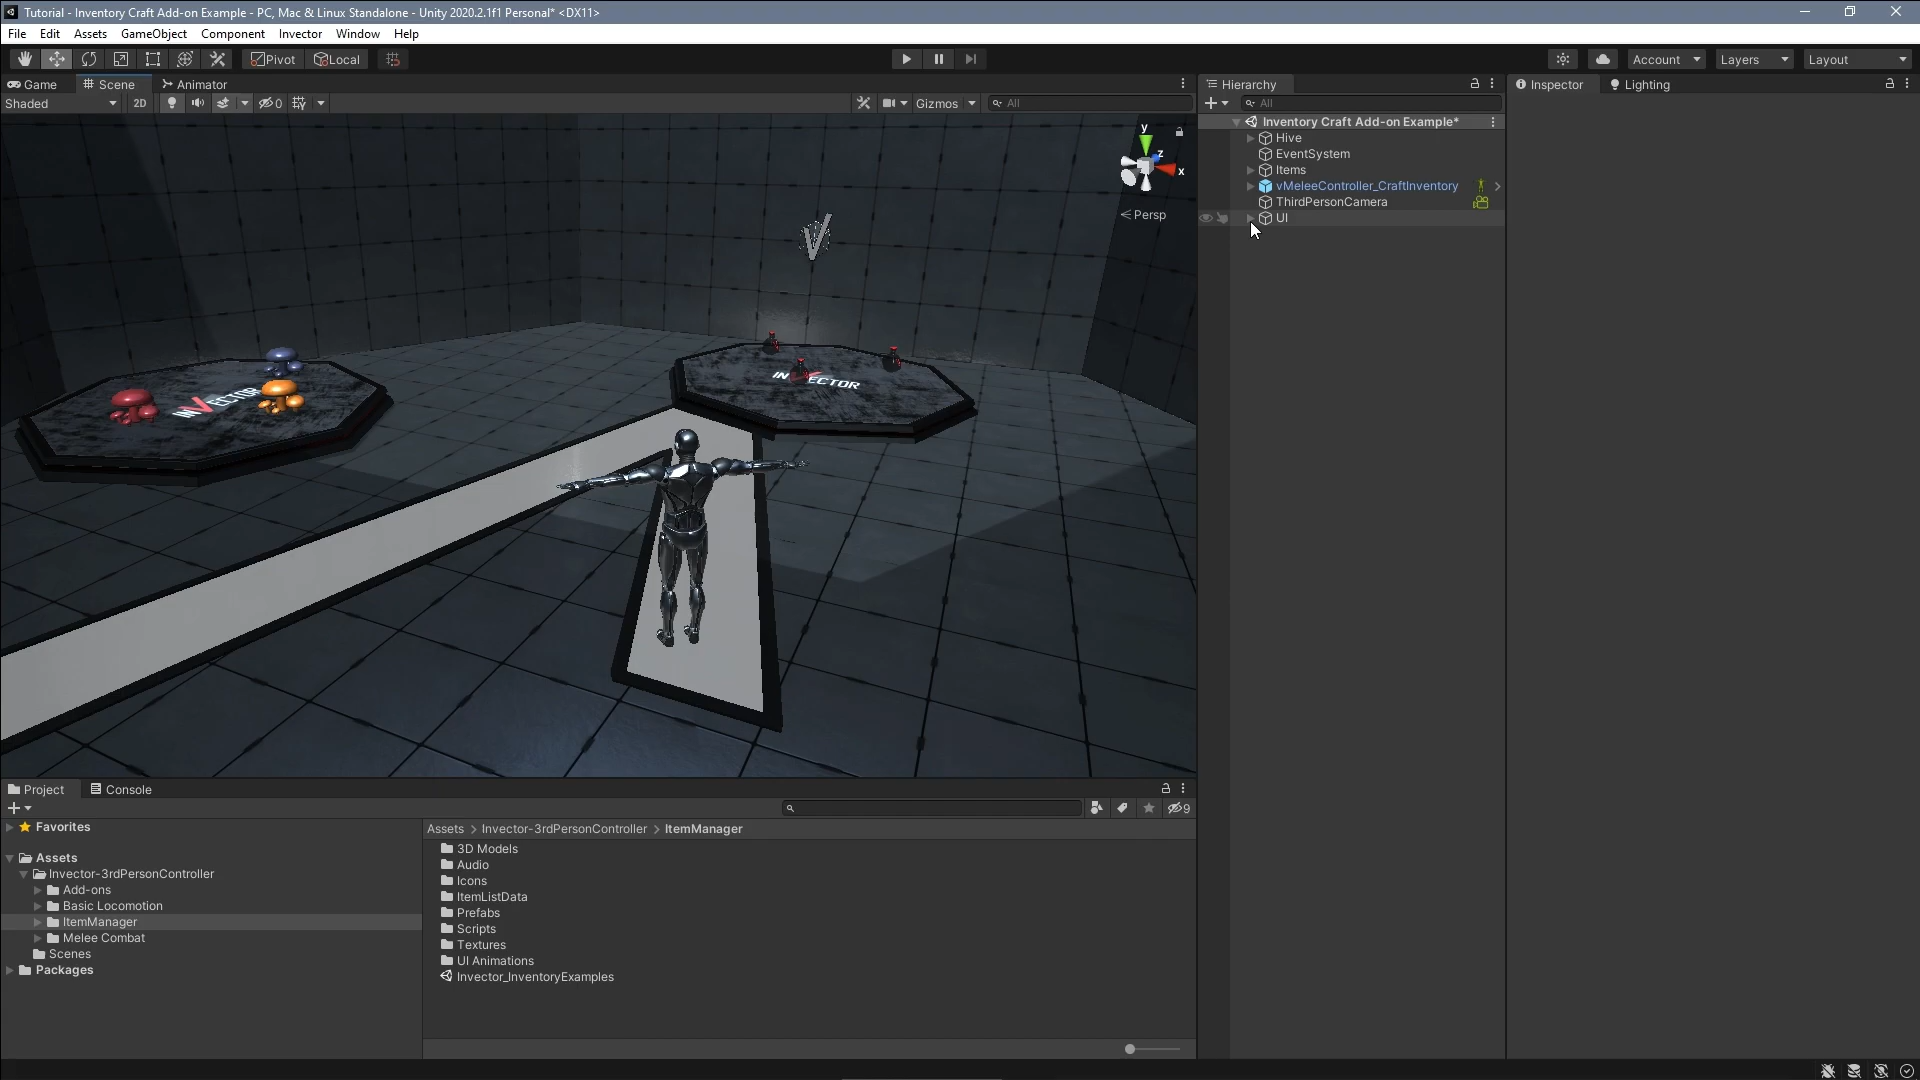 Tutorial - Inventory Craft Add-on Example - PC, Mac & Linux Standalone - Unity 2020.2.1f1 Personal* <DX11>
File Edit Assets GameObject Component Invector Window Help
Pivot Local Account Layers Layout
Game Scene Animator
Shaded 2D 0 Gizmos All
y
z
x
Persp
V
INVECTOR
INVECTOR
Hierarchy
All
Inventory Craft Add-on Example*
Hive
EventSystem
Items
vMeleeController_CraftInventory
ThirdPersonCamera
UI
Inspector Lighting
Project Console
9
Favorites
Assets
Invector-3rdPersonController
Add-ons
Basic Locomotion
ItemManager
Melee Combat
Scenes
Packages
Assets > Invector-3rdPersonController > ItemManager
3D Models
Audio
Icons
ItemListData
Prefabs
Scripts
Textures
UI Animations
Invector_InventoryExamples